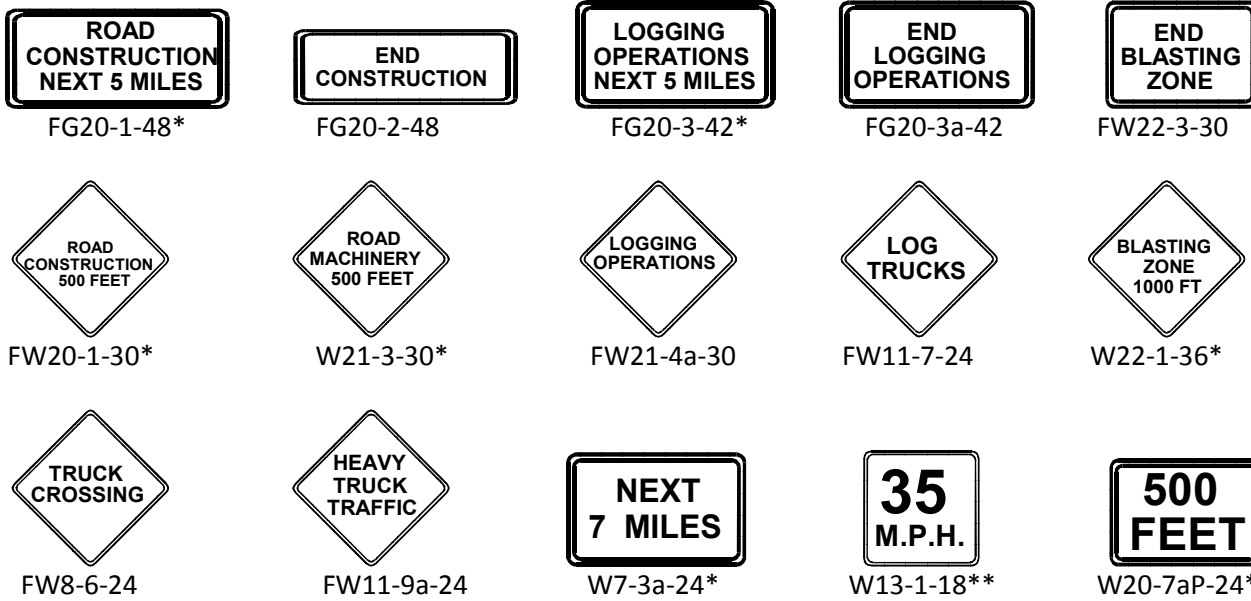 ROAD
CONSTRUCTION
NEXT 5 MILES
FG20-1-48*
END
CONSTRUCTION
FG20-2-48
LOGGING
OPERATIONS
NEXT 5 MILES
FG20-3-42*
END
LOGGING
OPERATIONS
FG20-3a-42
END
BLASTING
ZONE
FW22-3-30
ROAD
CONSTRUCTION
500 FEET
FW20-1-30*
ROAD
MACHINERY
500 FEET
W21-3-30*
LOGGING
OPERATIONS
FW21-4a-30
LOG
TRUCKS
FW11-7-24
BLASTING
ZONE
1000 FT
W22-1-36*
TRUCK
CROSSING
FW8-6-24
HEAVY
TRUCK
TRAFFIC
FW11-9a-24
NEXT
7 MILES
W7-3a-24*
35
M.P.H.
W13-1-18**
500
FEET
W20-7aP-24*